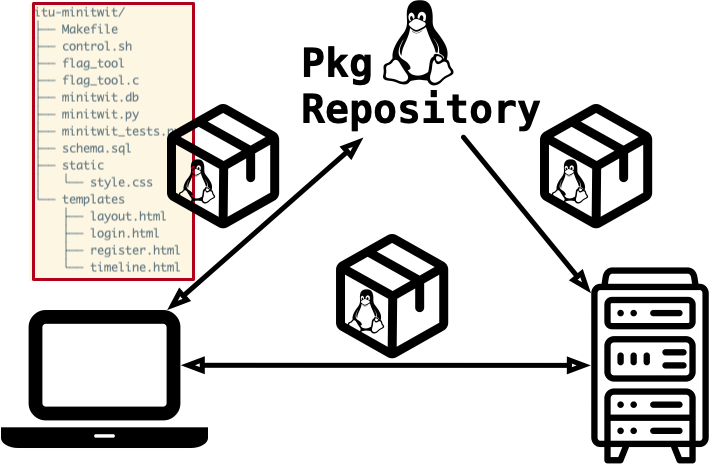 itu-minitwit/
├── Makefile
├── control.sh
├── flag_tool
├── flag_tool.c
├── minitwit.db
├── minitwit.py
├── minitwit_tests.
├── schema.sql
├── static
│   └── style.css
└── templates
    ├── layout.html
    ├── login.html
    ├── register.html
    └── timeline.html
Pkg
Repository